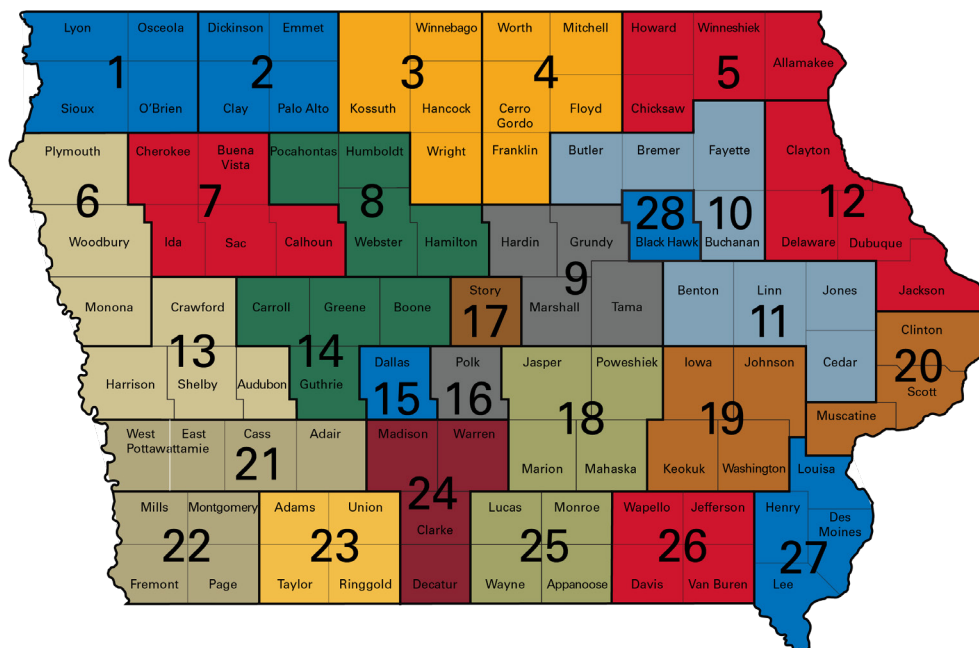 Lyon Osceola Dickinson Emmet Winnebago Worth Mitchell Howard Winneshiek
Allamakee
1 2 3 4 5
Sioux O'Brien Clay Palo Alto Kossuth Hancock Cerro
Gordo Floyd Chicksaw
Plymouth Cherokee Buena
Vista Pocahontas Humboldt Wright Franklin Butler Bremer Fayette Clayton
6 7 8 28 10 12
Woodbury Ida Sac Calhoun Webster Hamilton Hardin Grundy Black Hawk Buchanan Delaware Dubuque
9
Monona Crawford Carroll Greene Boone Story Marshall Tama Benton Linn Jones Jackson
17 11
Clinton
13 14 Dallas Polk Jasper Poweshiek Iowa Johnson Cedar 20
Harrison Shelby Audubon Guthrie 15 16 Scott
18 19 Muscatine
West
Pottawattamie East Cass Adair Madison Warren
21 Marion Mahaska Keokuk Washington Louisa
24
Mills Montgomery Adams Union Clarke Lucas Monroe Wapello Jefferson Henry Des
Moines
22 23 25 26 27
Fremont Page Taylor Ringgold Decatur Wayne Appanoose Davis Van Buren Lee